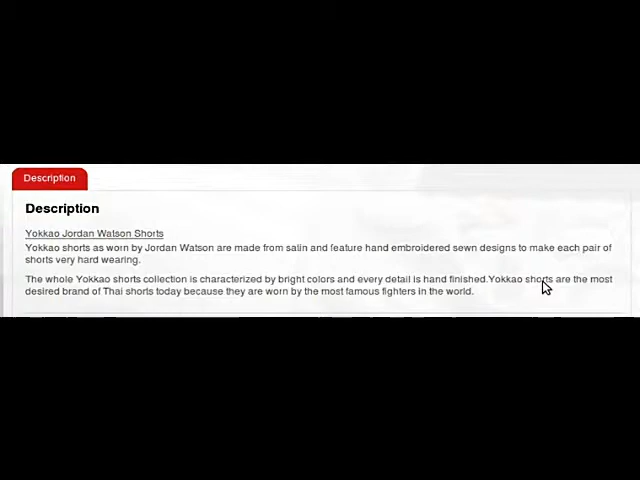 Description
Description
Yokkao Jordan Watson Shorts
Yokkao shorts as worn by Jordan Watson are made from satin and feature hand embroidered sewn designs to make each pair of
shorts very hard wearing.
The whole Yokkao shorts collection is characterized by bright colors and every detail is hand finished.Yokkao shorts are the most
desired brand of Thai shorts today because they are worn by the most famous fighters in the world.